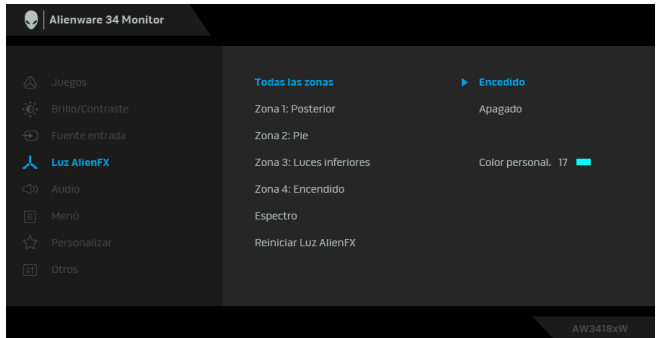 Alienware 34 Monitor
Juegos
Brillo/Contraste
Fuente entrada
Luz AlienFX
Audio
Menú
Personalizar
Otros
Todas las zonas
Zona 1: Posterior
Zona 2: Pie
Zona 3: Luces inferiores
Zona 4: Encendido
Espectro
Reiniciar Luz AlienFX
Encedido
Apagado
Color personal. 17
AW3418xW